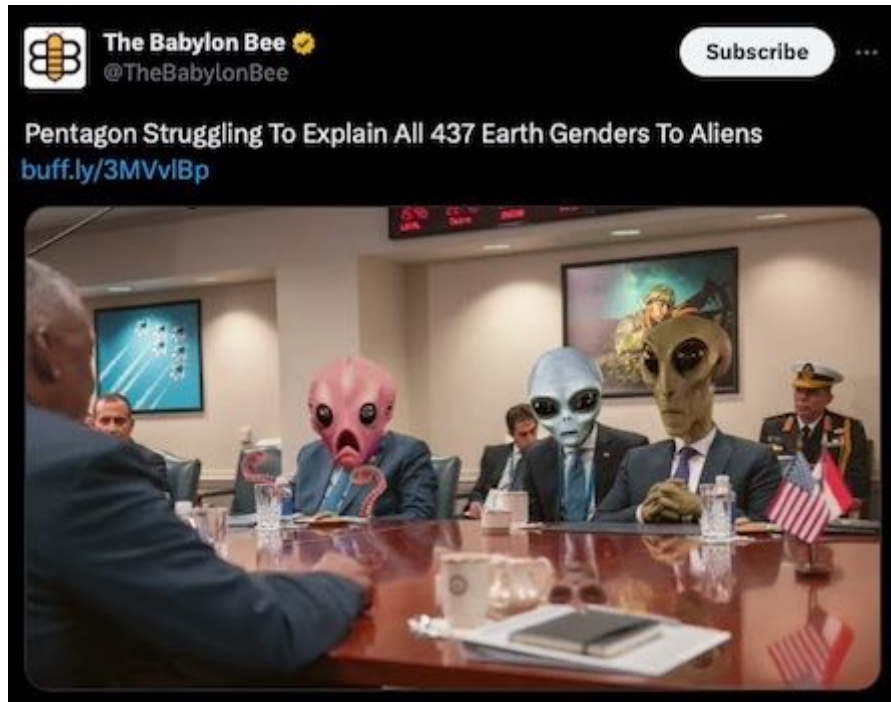 The Babylon Bee
@TheBabylonBee
Subscribe
Pentagon Struggling To Explain All 437 Earth Genders To Aliens
buff.ly/3MVvlBp